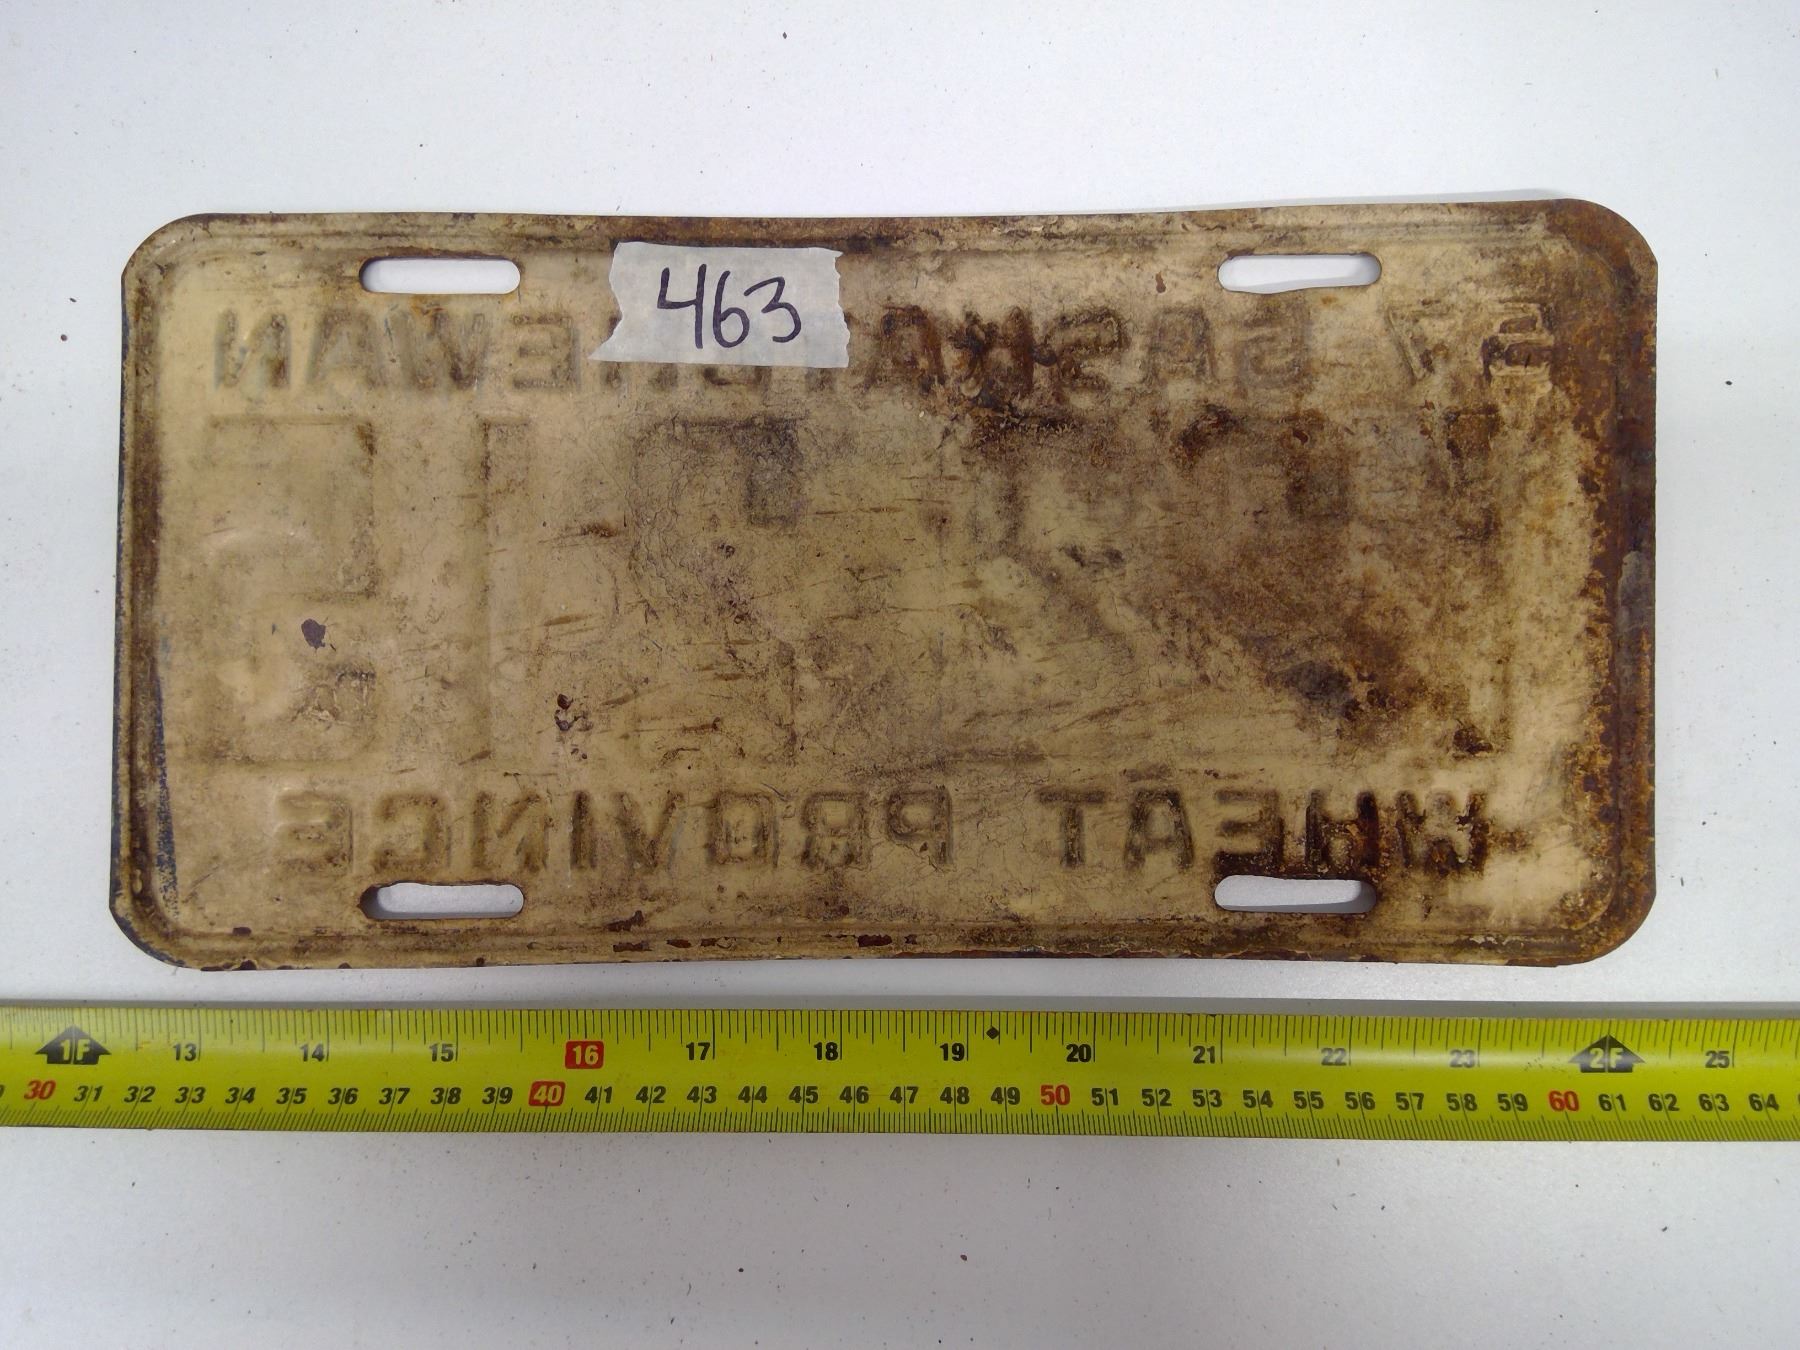 463
57 SASKATCHEWAN
WHEAT PROVINCE
1F 13 14 15 16 17 18 19 20 21 22 23 2F 25
30 31 32 33 34 35 36 37 38 39 40 41 42 43 44 45 46 47 48 49 50 51 52 53 54 55 56 57 58 59 60 61 62 63 64